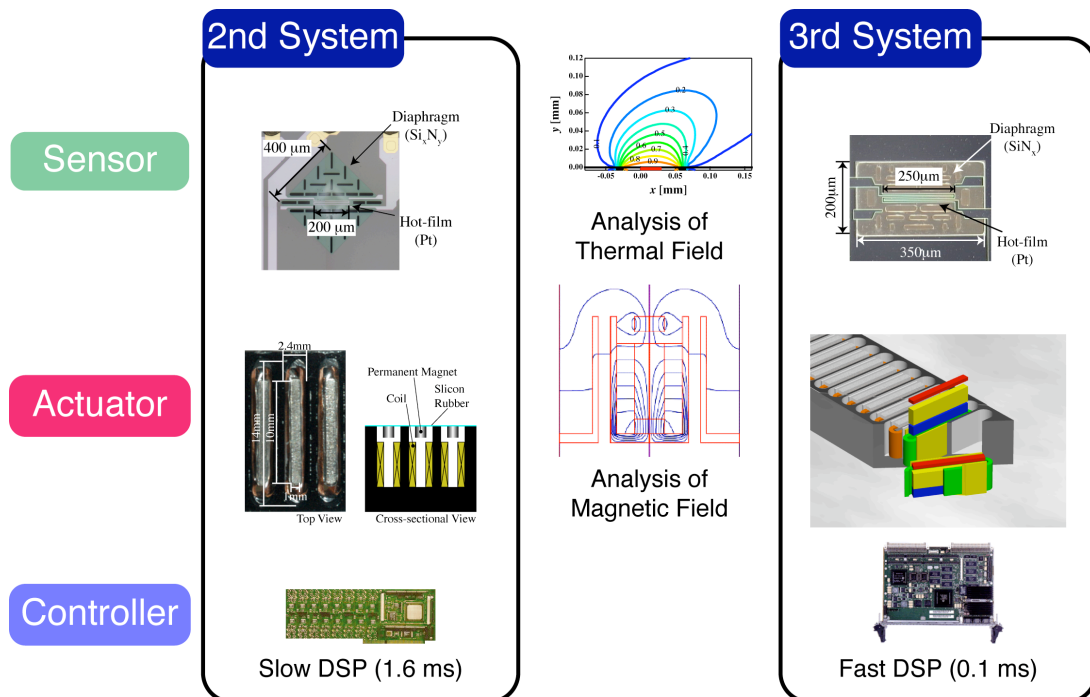 2nd System
3rd System
Sensor
Diaphragm
(SiₓNᵧ)
400 μm
200 μm
Hot-film
(Pt)
0.12
0.10
0.08
0.06
0.04
0.02
0.00
y [mm]
0.1
0.2
0.3
0.4
0.5
0.6
0.7
0.8
0.9
-0.05
0.00
0.05
0.10
0.15
x [mm]
Analysis of
Thermal Field
Diaphragm
(SiNₓ)
250μm
200μm
350μm
Hot-film
(Pt)
Actuator
2.4mm
14mm
10mm
1mm
Top View
Permanent Magnet
Slicon
Rubber
Coil
Cross-sectional View
Analysis of
Magnetic Field
Controller
Slow DSP (1.6 ms)
Fast DSP (0.1 ms)